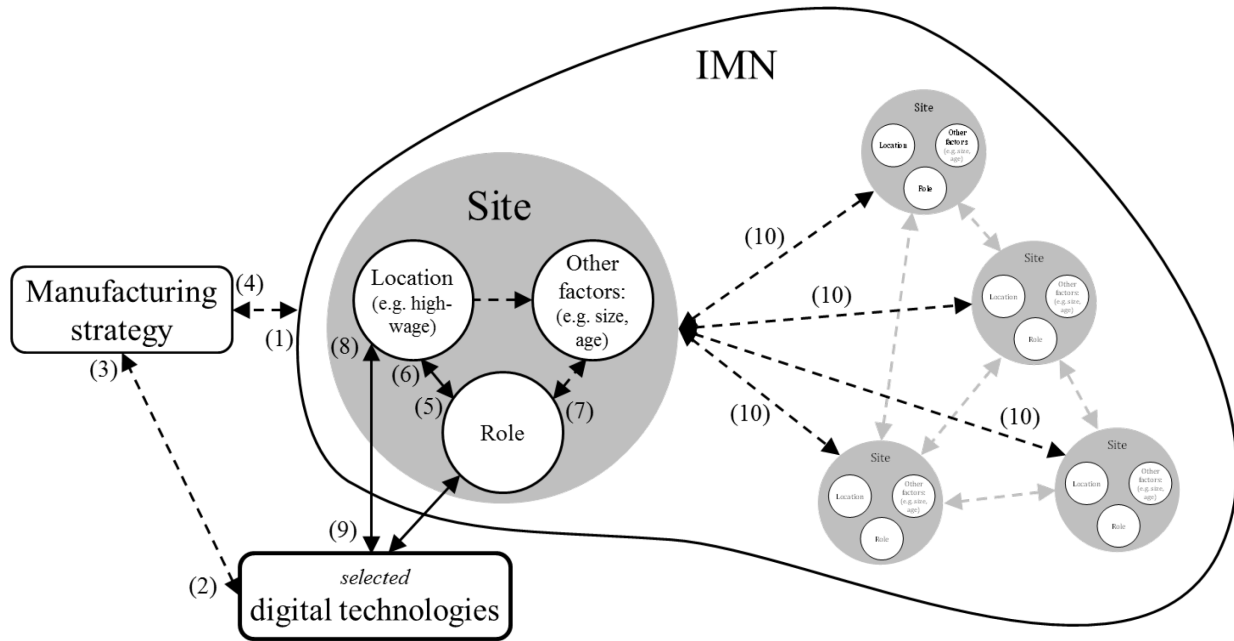 IMN
Site
Location
(e.g. high-
wage)
Other
factors:
(e.g. size,
age)
Role
Manufacturing
strategy
(4)
(1)
(3)
(2)
(8)
(6)
(5)
(7)
(9)
selected
digital technologies
(10)
(10)
(10)
(10)
Site
Location
Other
factors
(e.g. size,
age)
Role
Site
Location
Other
factors:
(e.g. size,
age)
Role
Site
Location
Other
factors:
(e.g. size,
age)
Role
Site
Location
Other
factors:
(e.g. size,
age)
Role